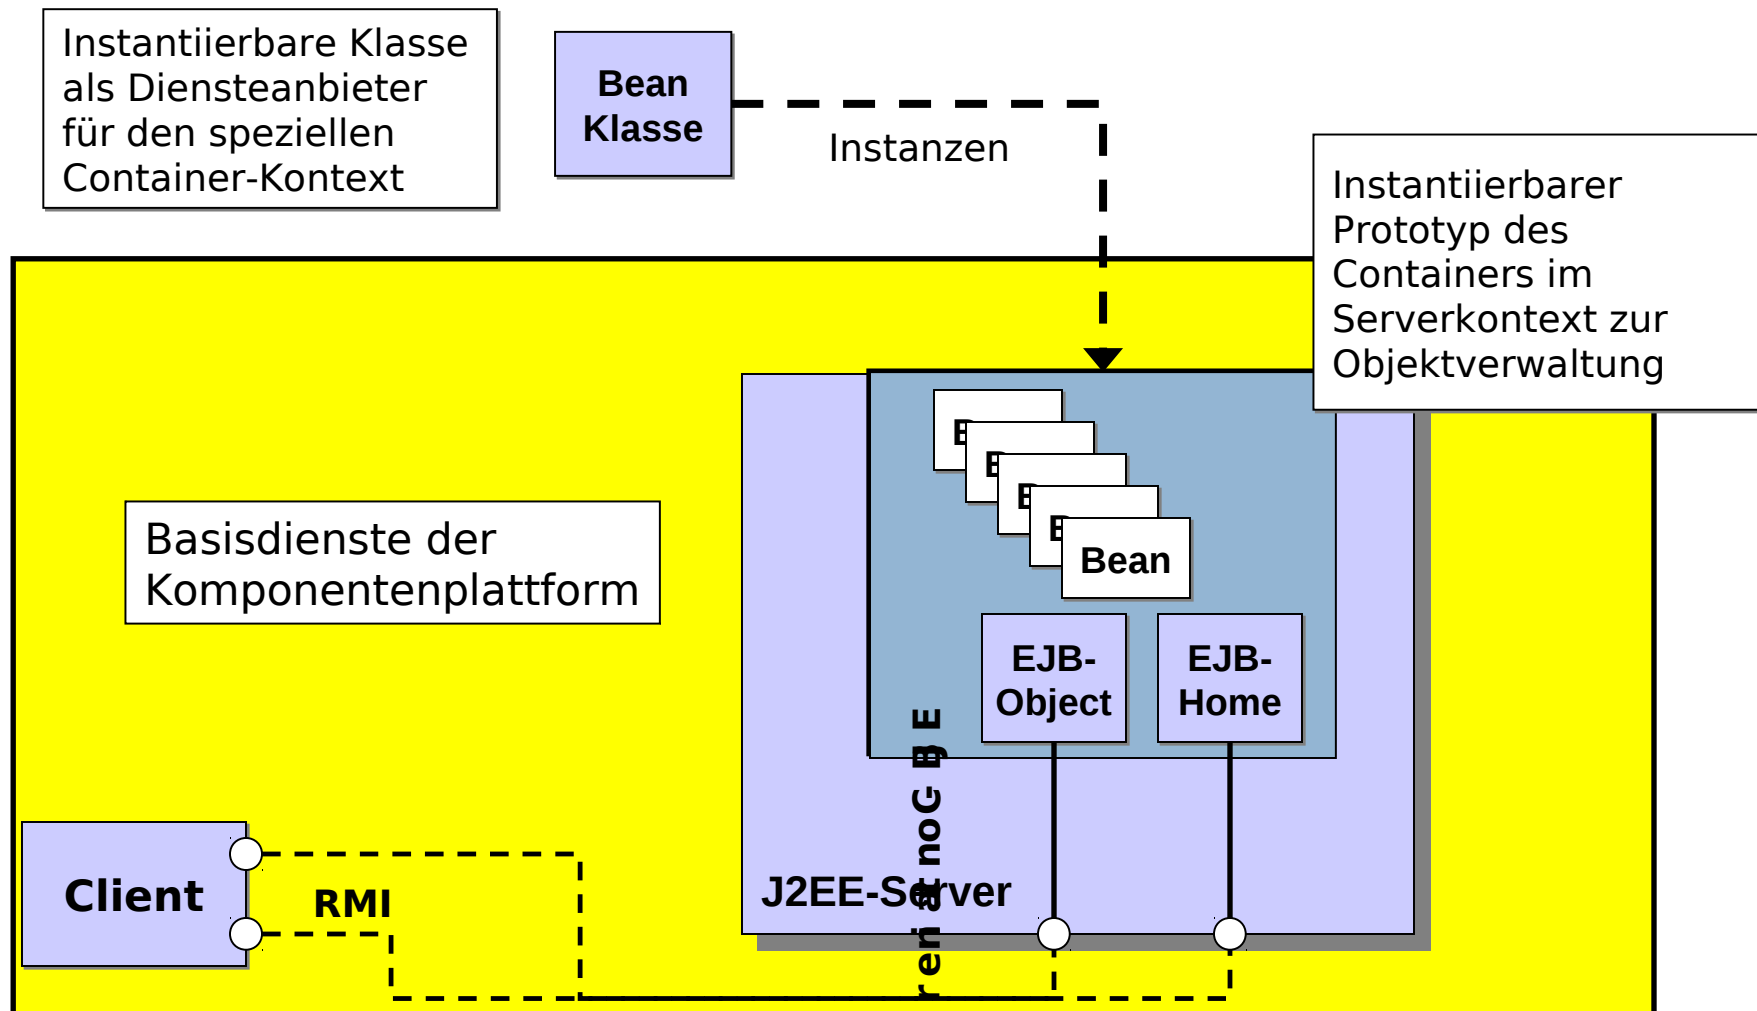 Instantiierbare Klasse
als Diensteanbieter
für den speziellen
Container-Kontext
Bean
Klasse
Instanzen
Instantiierbarer
Prototyp des
Containers im
Serverkontext zur
Objektverwaltung
Basisdienste der
Komponentenplattform
B
B
B
B
Bean
EJB-
Object
EJB-
Home
J2EE-Server
Client
RMI